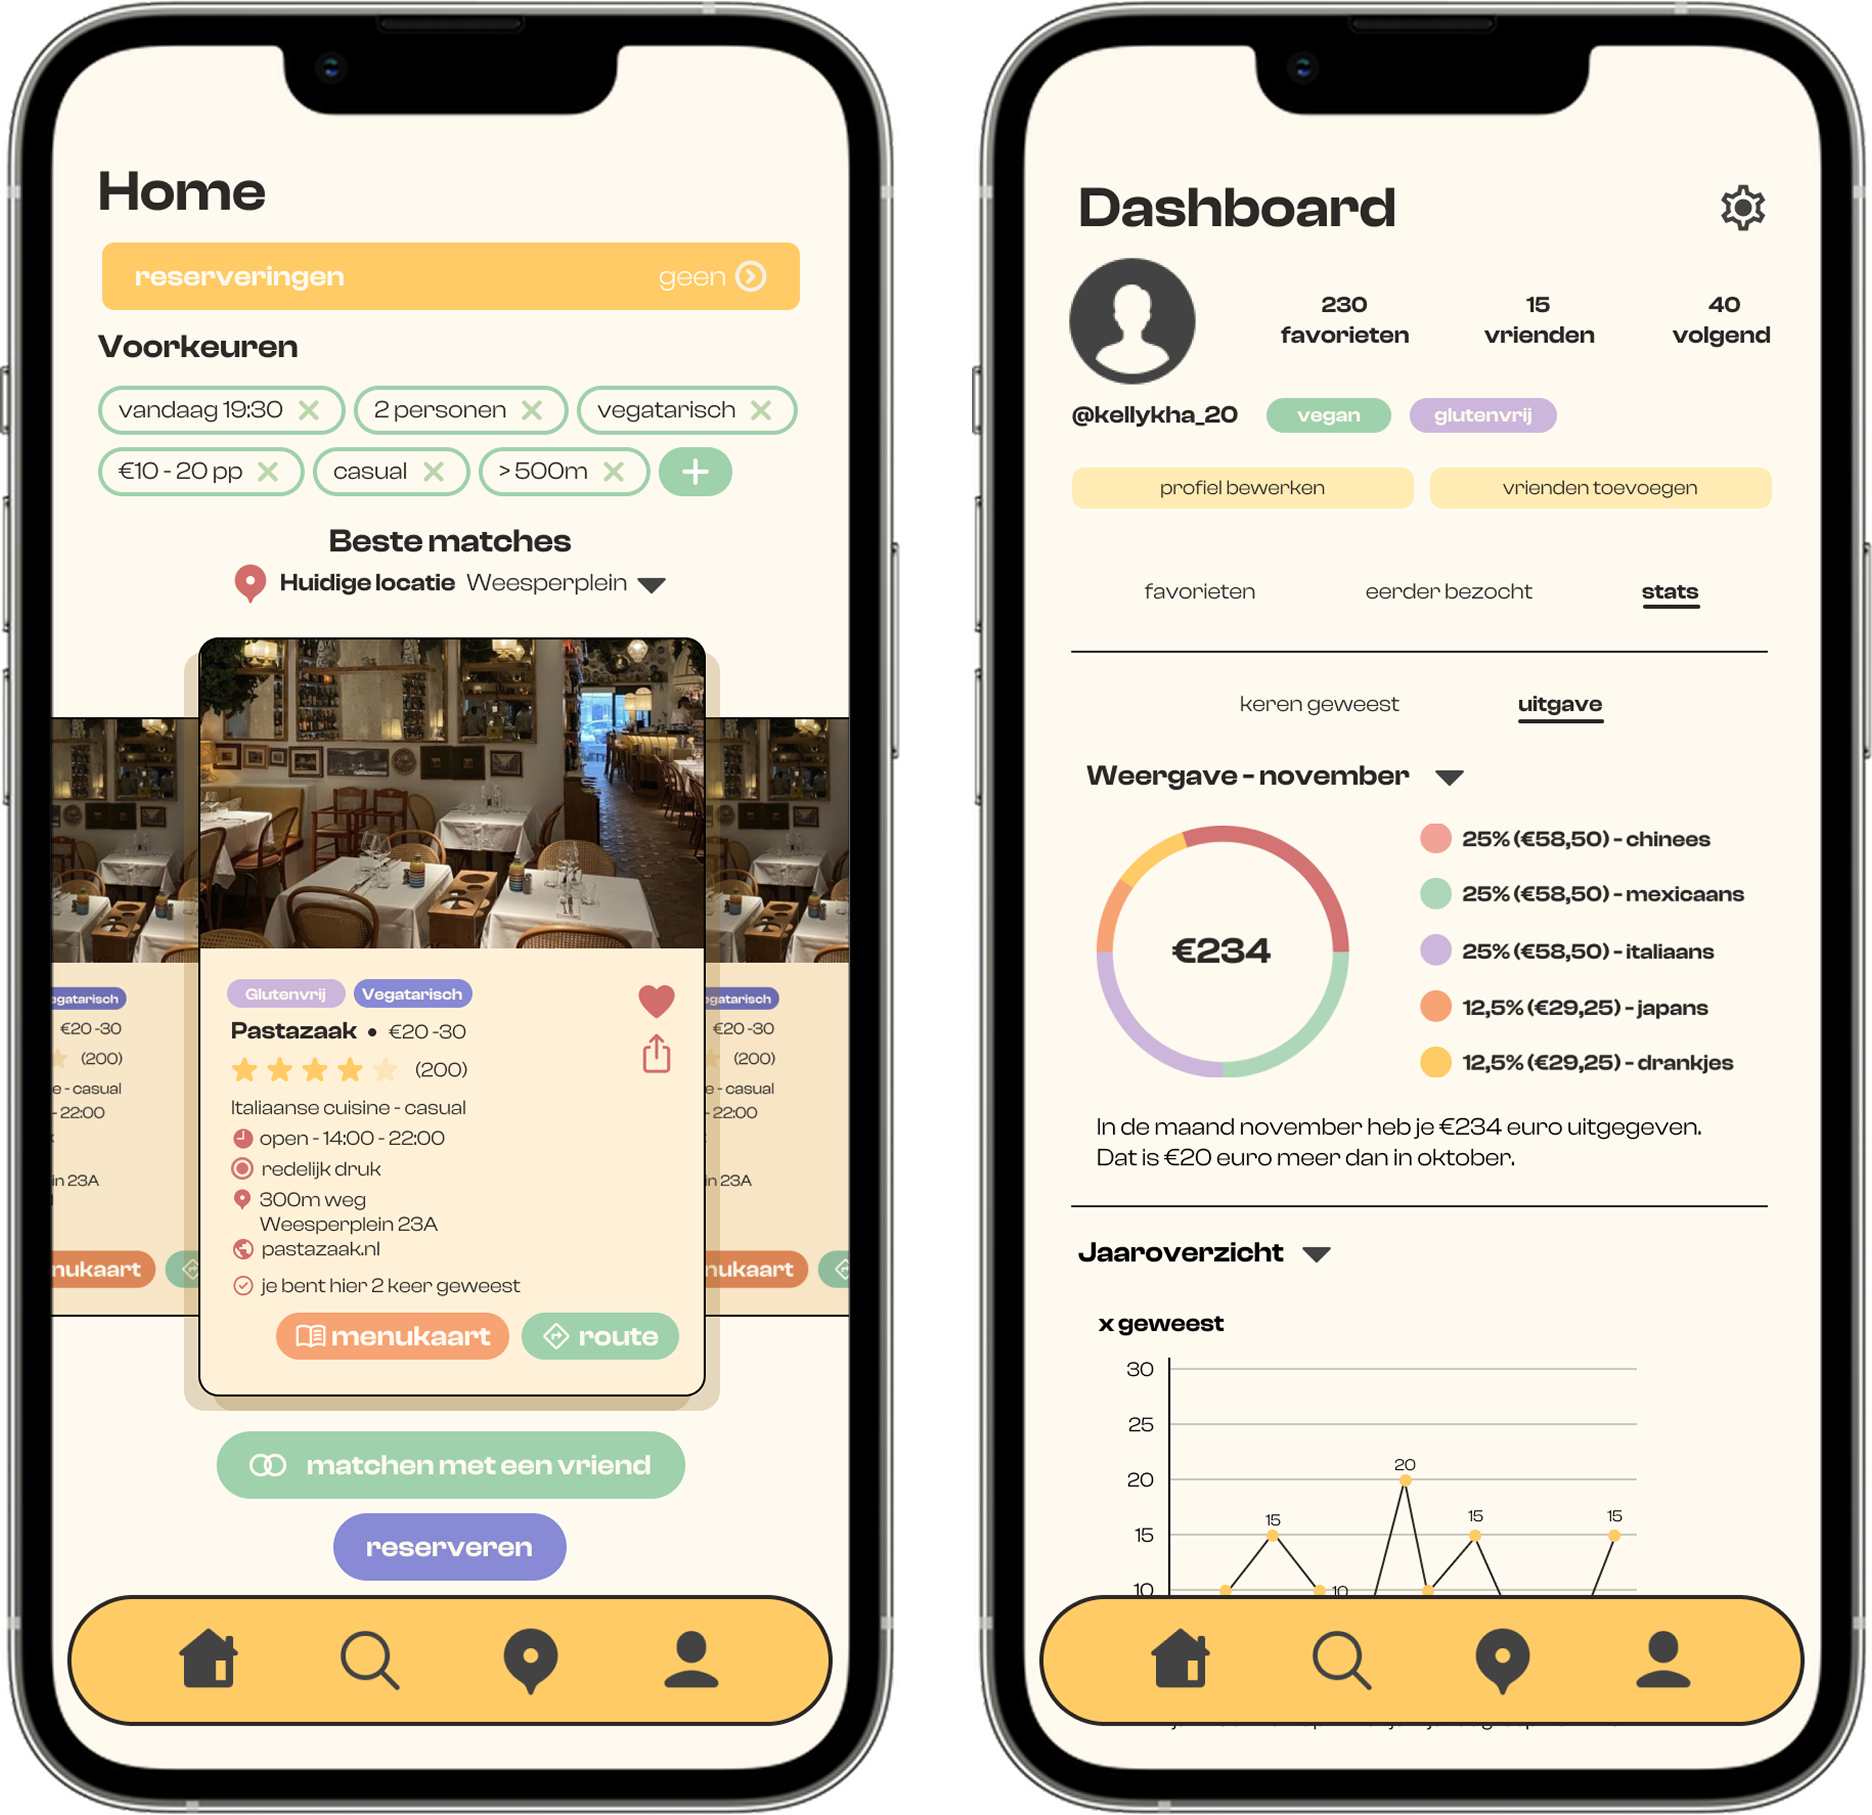 Home
reserveringen geen
Voorkeuren
vandaag 19:30 2 personen vegatarisch
€10 - 20 pp casual > 500m
Beste matches
Huidige locatie Weesperplein
Glutenvrij Vegatarisch
Pastazaak • €20 -30
(200)
Italiaanse cuisine - casual
open - 14:00 - 22:00
redelijk druk
300m weg
Weesperplein 23A
pastazaak.nl
je bent hier 2 keer geweest
menukaart route
egatarisch
€20 -30
(200)
e - casual
- 22:00
in 23A
nukaart
egatarisch
€20 -30
(200)
e - casual
- 22:00
in 23A
nukaart
matchen met een vriend
reserveren
Dashboard
230 15 40
favorieten vrienden volgend
@kellykha_20 vegan glutenvrij
profiel bewerken vrienden toevoegen
favorieten eerder bezocht stats
keren geweest uitgave
Weergave - november
€234
25% (€58,50) - chinees
25% (€58,50) - mexicaans
25% (€58,50) - italiaans
12,5% (€29,25) - japans
12,5% (€29,25) - drankjes
In de maand november heb je €234 euro uitgegeven.
Dat is €20 euro meer dan in oktober.
Jaaroverzicht
x geweest
30
25
20
15
10
15
10
20
15
15